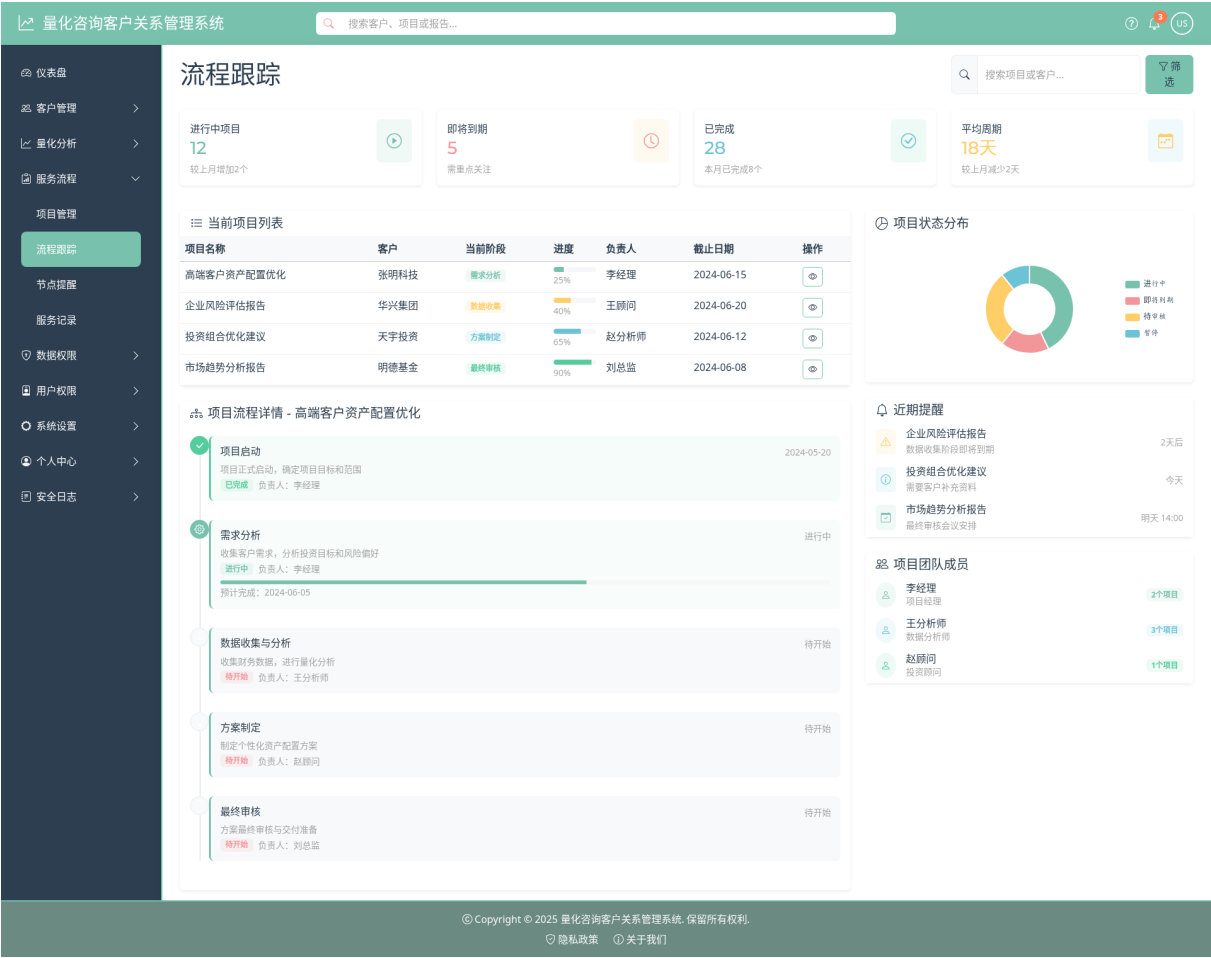 量化咨询客户关系管理系统
搜索客户、项目或报告...
3
US
仪表盘
客户管理
量化分析
服务流程
项目管理
流程跟踪
节点提醒
服务记录
数据权限
用户权限
系统设置
个人中心
安全日志
流程跟踪
搜索项目或客户...
筛
选
进行中项目
12
较上月增加2个
即将到期
5
需重点关注
已完成
28
本月已完成8个
平均周期
18天
较上月减少2天
当前项目列表
项目名称 客户 当前阶段 进度 负责人 截止日期 操作
高端客户资产配置优化 张明科技 需求分析 25% 李经理 2024-06-15
企业风险评估报告 华兴集团 数据收集 40% 王顾问 2024-06-20
投资组合优化建议 天宇投资 方案制定 65% 赵分析师 2024-06-12
市场趋势分析报告 明德基金 最终审核 90% 刘总监 2024-06-08
项目流程详情 - 高端客户资产配置优化
项目启动 2024-05-20
项目正式启动，确定项目目标和范围
已完成 负责人：李经理
需求分析 进行中
收集客户需求，分析投资目标和风险偏好
进行中 负责人：李经理
预计完成：2024-06-05
数据收集与分析 待开始
收集财务数据，进行量化分析
待开始 负责人：王分析师
方案制定 待开始
制定个性化资产配置方案
待开始 负责人：赵顾问
最终审核 待开始
方案最终审核与交付准备
待开始 负责人：刘总监
项目状态分布
进行中
即将到期
待审核
暂停
近期提醒
企业风险评估报告
数据收集阶段即将到期
2天后
投资组合优化建议
需要客户补充资料
今天
市场趋势分析报告
最终审核会议安排
明天 14:00
项目团队成员
李经理
项目经理
2个项目
王分析师
数据分析师
3个项目
赵顾问
投资顾问
1个项目
© Copyright © 2025 量化咨询客户关系管理系统. 保留所有权利.
隐私政策 关于我们